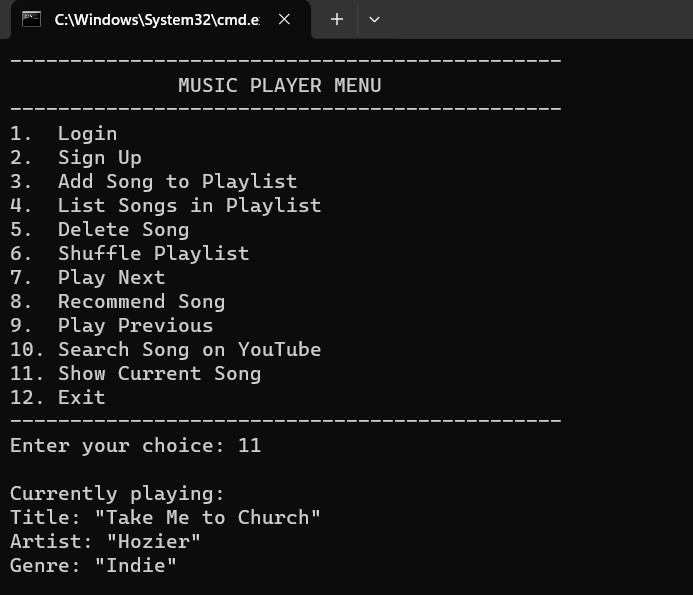 C:\Windows\System32\cmd.e
----------------------------------------------
MUSIC PLAYER MENU
----------------------------------------------
1.  Login
2.  Sign Up
3.  Add Song to Playlist
4.  List Songs in Playlist
5.  Delete Song
6.  Shuffle Playlist
7.  Play Next
8.  Recommend Song
9.  Play Previous
10. Search Song on YouTube
11. Show Current Song
12. Exit
----------------------------------------------
Enter your choice: 11
Currently playing:
Title: "Take Me to Church"
Artist: "Hozier"
Genre: "Indie"